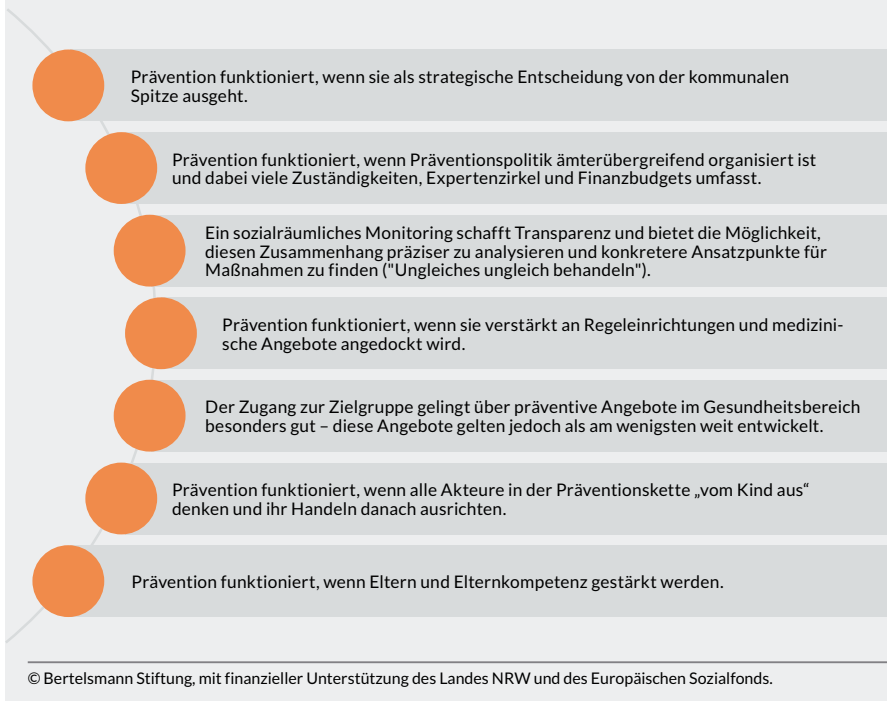 Prävention funktioniert, wenn sie als strategische Entscheidung von der kommunalen
Spitze ausgeht.
Prävention funktioniert, wenn Präventionspolitik ämterübergreifend organisiert ist
und dabei viele Zuständigkeiten, Expertenzirkel und Finanzbudgets umfasst.
Ein sozialräumliches Monitoring schafft Transparenz und bietet die Möglichkeit,
diesen Zusammenhang präziser zu analysieren und konkretere Ansatzpunkte für
Maßnahmen zu finden ("Ungleiches ungleich behandeln").
Prävention funktioniert, wenn sie verstärkt an Regeleinrichtungen und medizini-
sche Angebote angedockt wird.
Der Zugang zur Zielgruppe gelingt über präventive Angebote im Gesundheitsbereich
besonders gut – diese Angebote gelten jedoch als am wenigsten weit entwickelt.
Prävention funktioniert, wenn alle Akteure in der Präventionskette „vom Kind aus“
denken und ihr Handeln danach ausrichten.
Prävention funktioniert, wenn Eltern und Elternkompetenz gestärkt werden.
© Bertelsmann Stiftung, mit finanzieller Unterstützung des Landes NRW und des Europäischen Sozialfonds.